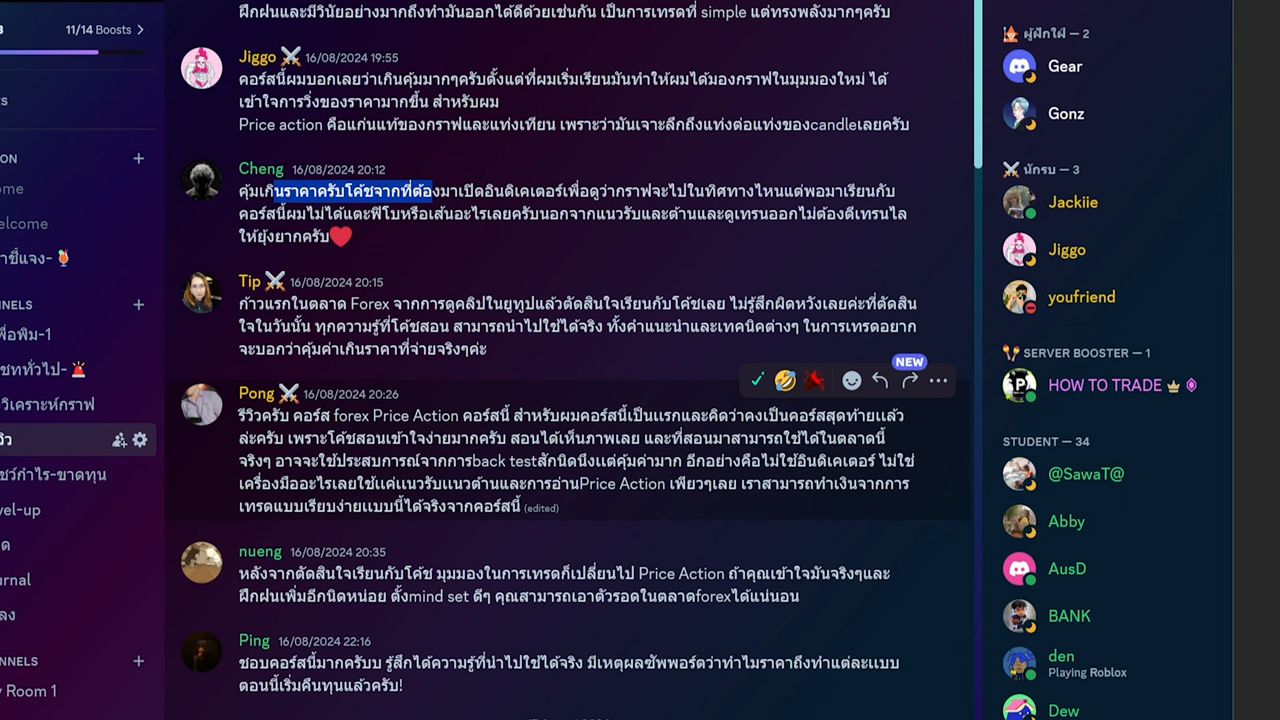 11/14 Boosts
ON
ome
elcome
าชี้แจง-
NELS
พื่อพิม-1
ชททั่วไป-
วิเคราะห์กราฟ
ชว์กำไร-ขาดทุน
vel-up
urnal
ลง
NNELS
y Room 1
ฝึกฝนและมีวินัยอย่างมากถึงทำมันออกได้ดีด้วยเช่นกัน เป็นการเทรดที่ simple แต่ทรงพลังมากๆครับ
Jiggo 16/08/2024 19:55
คอร์สนี้ผมบอกเลยว่าเกินคุ้มมากๆครับตั้งแต่ที่ผมเริ่มเรียนมันทำให้ผมได้มองกราฟในมุมมองใหม่ ได้
เข้าใจการวิ่งของราคามากขึ้น สำหรับผม
Price action คือแก่นแท้ของกราฟและแท่งเทียน เพราะว่ามันเจาะลึกถึงแท่งต่อแท่งของcandleเลยครับ
Cheng 16/08/2024 20:12
คุ้มเกินราคาครับโค้ชจากที่ต้องมาเปิดอินดิเคเตอร์เพื่อดูว่ากราฟจะไปในทิศทางไหนแต่พอมาเรียนกับ
คอร์สนี้ผมไม่ได้แตะฟีโบหรือเส้นอะไรเลยครับนอกจากแนวรับและต้านและดูเทรนออกไม่ต้องตีเทรนไล
ให้ยุ้งยากครับ❤️
Tip 16/08/2024 20:15
ก้าวแรกในตลาด Forex จากการดูคลิปในยูทูปแล้วตัดสินใจเรียนกับโค้ชเลย ไม่รู้สึกผิดหวังเลยค่ะที่ตัดสิน
ใจในวันนั้น ทุกความรู้ที่โค้ชสอน สามารถนำไปใช้ได้จริง ทั้งคำแนะนำและเทคนิคต่างๆ ในการเทรดอยาก
จะบอกว่าคุ้มค่าเกินราคาที่จ่ายจริงๆค่ะ
NEW
Pong 16/08/2024 20:26
รีวิวครับ คอร์ส forex Price Action คอร์สนี้ สำหรับผมคอร์สนี้เป็นแรกและคิดว่าคงเป็นคอร์สสุดท้ายแล้ว
ล่ะครับ เพราะโค้ชสอนเข้าใจง่ายมากครับ สอนได้เห็นภาพเลย และที่สอนมาสามารถใช้ได้ในตลาดนี้
จริงๆ อาจจะใช้ประสบการณ์จากการback testสักนิดนึงแต่คุ้มค่ามาก อีกอย่างคือไม่ใช้อินดิเคเตอร์ ไม่ใช่
เครื่องมืออะไรเลยใช้แค่แนวรับแนวต้านและการอ่านPrice Action เพียวๆเลย เราสามารถทำเงินจากการ
เทรดแบบเรียบง่ายแบบนี้ได้จริงจากคอร์สนี้ (edited)
nueng 16/08/2024 20:35
หลังจากตัดสินใจเรียนกับโค้ช มุมมองในการเทรดก็เปลี่ยนไป Price Action ถ้าคุณเข้าใจมันจริงๆและ
ฝึกฝนเพิ่มอีกนิดหน่อย ตั้งmind set ดีๆ คุณสามารถเอาตัวรอดในตลาดforexได้แน่นอน
Ping 16/08/2024 22:16
ชอบคอร์สนี้มากครับบ รู้สึกได้ความรู้ที่นำไปใช้ได้จริง มีเหตุผลซัพพอร์ตว่าทำไมราคาถึงทำแต่ละแบบ
ตอนนี้เริ่มคืนทุนแล้วครับ!
ผู้ฝึกใฝ่ — 2
Gear
Gonz
นักรบ — 3
Jackiie
Jiggo
youfriend
SERVER BOOSTER — 1
HOW TO TRADE
STUDENT — 34
@SawaT@
Abby
AusD
BANK
den
Playing Roblox
Dew